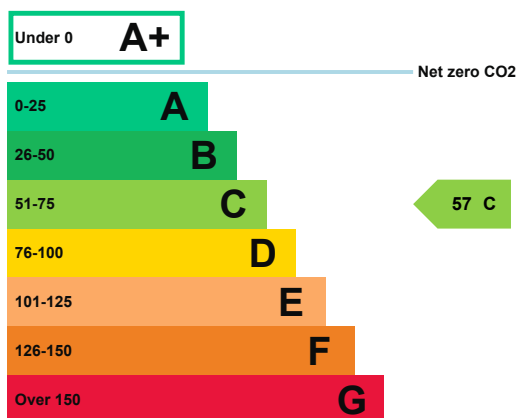 Under 0 A+
Net zero CO2
0-25 A
26-50 B
51-75 C
57 C
76-100 D
101-125 E
126-150 F
Over 150 G